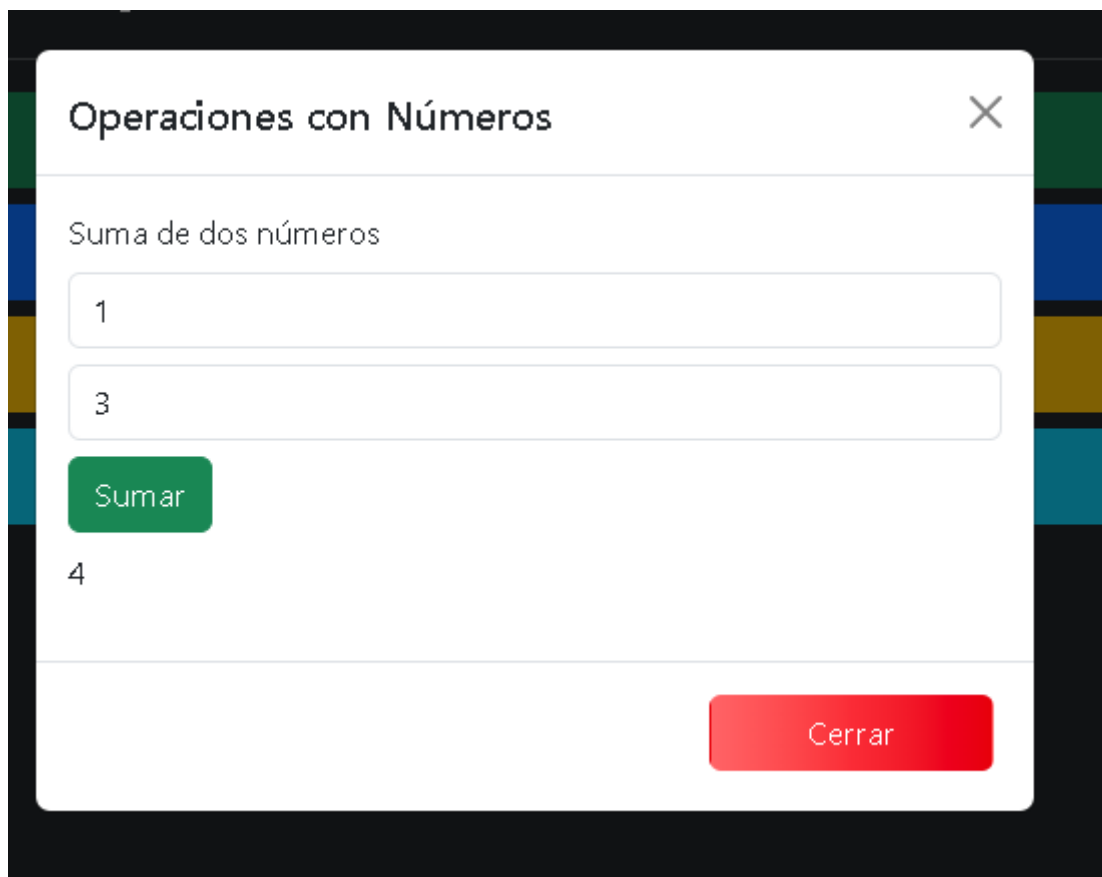 Operaciones con Números
Suma de dos números
1
3
Sumar
4
Cerrar